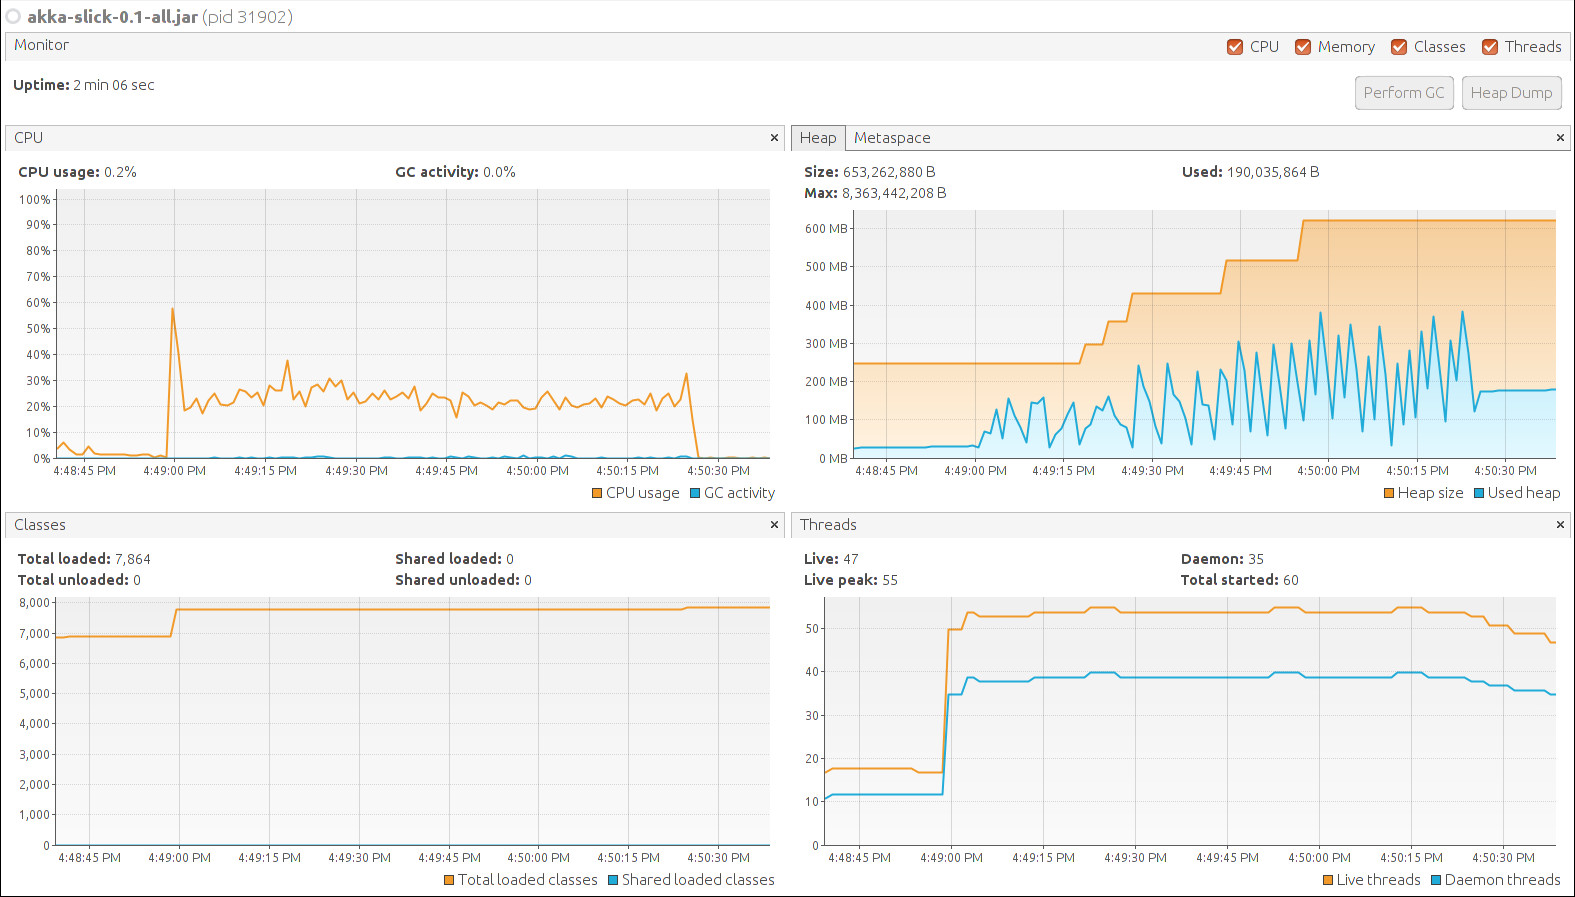 akka-slick-0.1-all.jar (pid 31902)
Monitor
CPU Memory Classes Threads
Uptime: 2 min 06 sec
Perform GC Heap Dump
CPU ×
CPU usage: 0.2% GC activity: 0.0%
100%
90%
80%
70%
60%
50%
40%
30%
20%
10%
0%
4:48:45 PM 4:49:00 PM 4:49:15 PM 4:49:30 PM 4:49:45 PM 4:50:00 PM 4:50:15 PM 4:50:30 PM
CPU usage GC activity
Heap Metaspace ×
Size: 653,262,880 B Used: 190,035,864 B
Max: 8,363,442,208 B
600 MB
500 MB
400 MB
300 MB
200 MB
100 MB
0 MB
4:48:45 PM 4:49:00 PM 4:49:15 PM 4:49:30 PM 4:49:45 PM 4:50:00 PM 4:50:15 PM 4:50:30 PM
Heap size Used heap
Classes ×
Total loaded: 7,864 Shared loaded: 0
Total unloaded: 0 Shared unloaded: 0
8,000
7,000
6,000
5,000
4,000
3,000
2,000
1,000
0
4:48:45 PM 4:49:00 PM 4:49:15 PM 4:49:30 PM 4:49:45 PM 4:50:00 PM 4:50:15 PM 4:50:30 PM
Total loaded classes Shared loaded classes
Threads ×
Live: 47 Daemon: 35
Live peak: 55 Total started: 60
50
40
30
20
10
0
4:48:45 PM 4:49:00 PM 4:49:15 PM 4:49:30 PM 4:49:45 PM 4:50:00 PM 4:50:15 PM 4:50:30 PM
Live threads Daemon threads